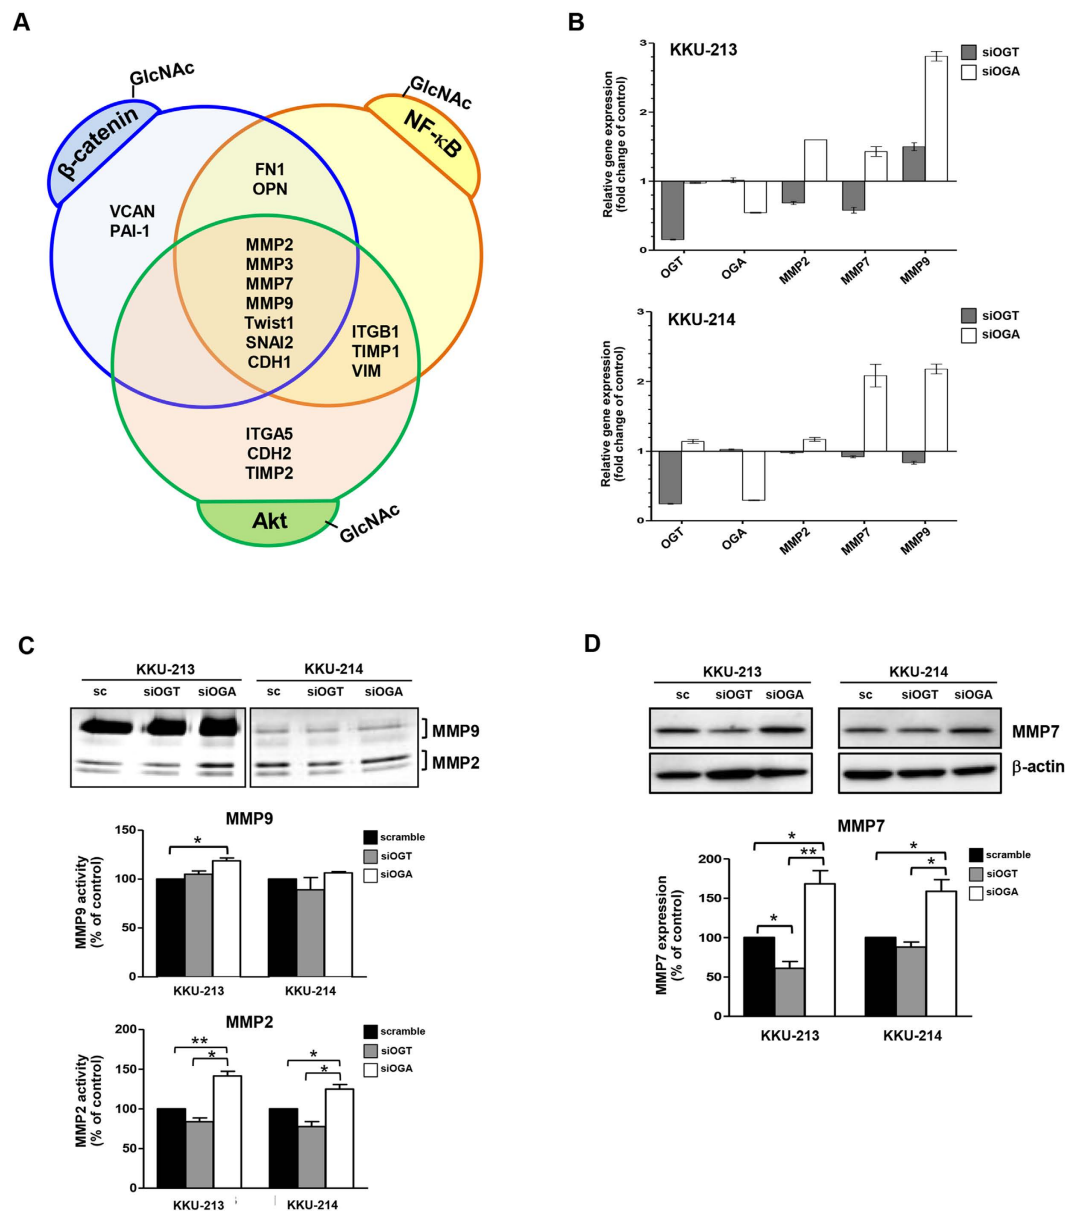 A
GlcNAc
β-catenin
GlcNAc
NF-κB
FN1
OPN
VCAN
PAI-1
MMP2
MMP3
MMP7
MMP9
Twist1
SNAI2
CDH1
ITGB1
TIMP1
VIM
ITGA5
CDH2
TIMP2
Akt
GlcNAc
B
KKU-213
siOGT
siOGA
Relative gene expression
(fold change of control)
3
2
1
0
OGT
OGA
MMP2
MMP7
MMP9
KKU-214
siOGT
siOGA
Relative gene expression
(fold change of control)
3
2
1
0
OGT
OGA
MMP2
MMP7
MMP9
C
KKU-213
KKU-214
sc
siOGT
siOGA
sc
siOGT
siOGA
MMP9
MMP2
MMP9
scramble
siOGT
siOGA
MMP9 activity
(% of control)
150
100
50
0
*
KKU-213
KKU-214
MMP2
scramble
siOGT
siOGA
MMP2 activity
(% of control)
200
150
100
50
0
**
*
*
*
KKU-213
KKU-214
D
KKU-213
KKU-214
sc
siOGT
siOGA
sc
siOGT
siOGA
MMP7
β-actin
MMP7
scramble
siOGT
siOGA
MMP7 expression
(% of control)
200
150
100
50
0
*
**
*
*
*
KKU-213
KKU-214